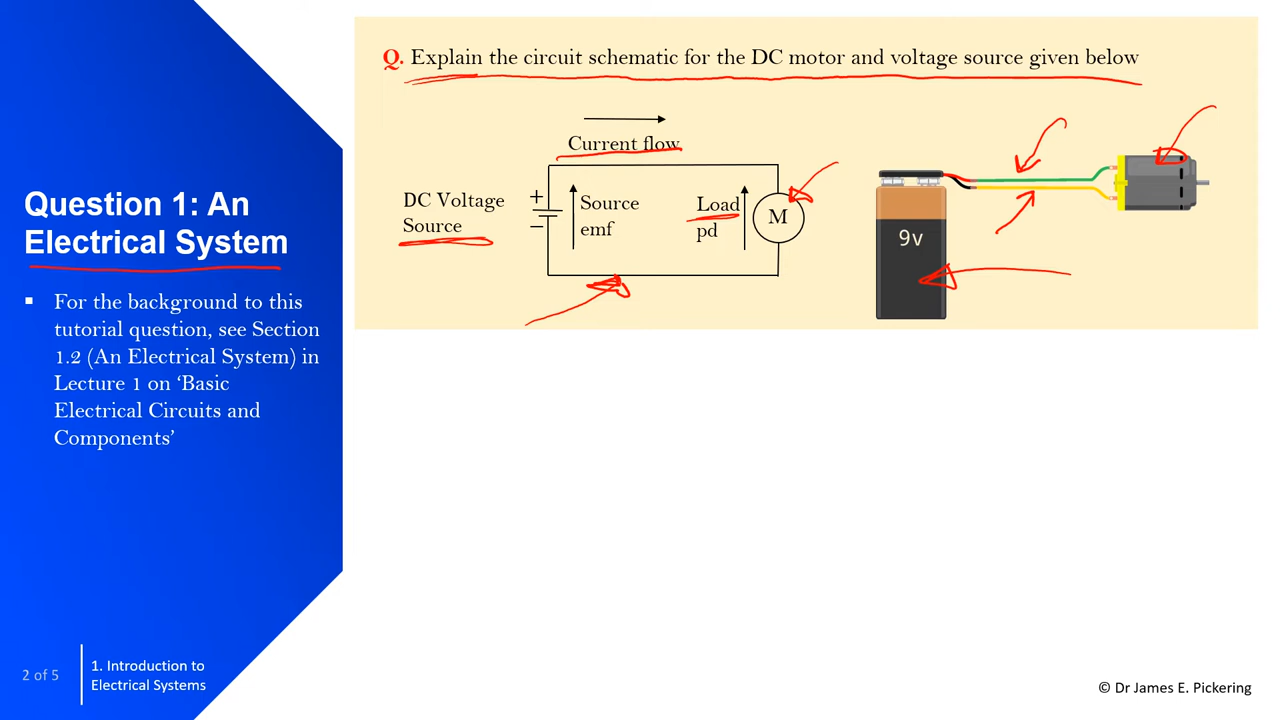 Q. Explain the circuit schematic for the DC motor and voltage source given below
Current flow
DC Voltage
Source
+
−
Source
emf
Load
pd
M
9v
Question 1: An
Electrical System
▪ For the background to this
tutorial question, see Section
1.2 (An Electrical System) in
Lecture 1 on ‘Basic
Electrical Circuits and
Components’
2 of 5
1. Introduction to
Electrical Systems
© Dr James E. Pickering